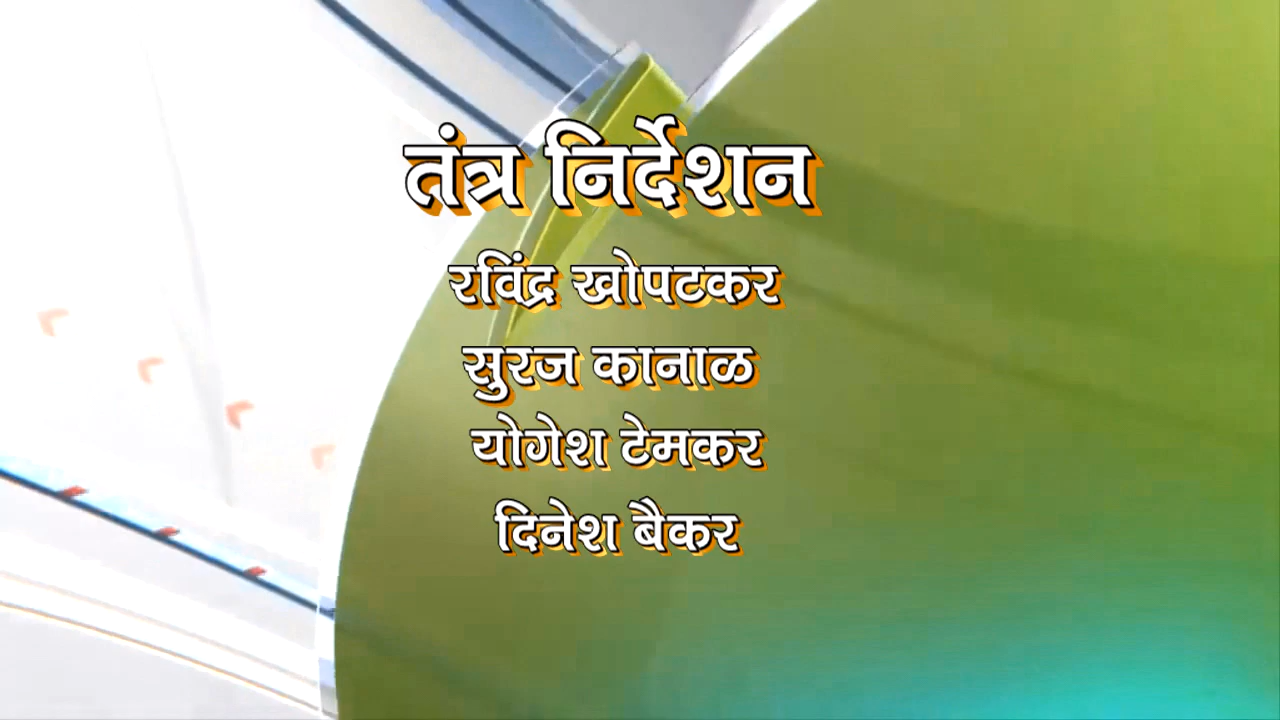 तंत्र निर्देशन
रविंद्र खोपटकर
सुरज कानाळ
योगेश टेमकर
दिनेश बैकर